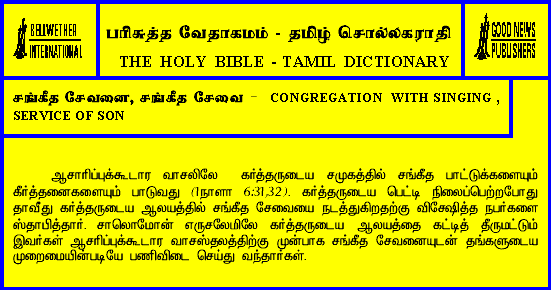 BELLWETHER
INTERNATIONAL
பரிசுத்த வேதாகமம் - தமிழ் சொல்லகராதி
THE HOLY BIBLE - TAMIL DICTIONARY
GOOD NEWS
PUBLISHERS
சங்கீத சேவனை, சங்கீத சேவை - CONGREGATION WITH SINGING ,
SERVICE OF SON
ஆசாரிப்புக்கூடார வாசலிலே கர்த்தருடைய சமுகத்தில் சங்கீத பாட்டுக்களையும்
கீர்த்தனைகளையும் பாடுவது (1நாளா 6:31,32). கர்த்தருடைய பெட்டி நிலைப்பெற்றபோது
தாவீது கர்த்தருடைய ஆலயத்தில் சங்கீத சேவையை நடத்துகிறதற்கு விசேஷித்த நபர்களை
ஸ்தாபித்தார். சாலொமோன் எருசலேமிலே கர்த்தருடைய ஆலயத்தை கட்டித் தீருமட்டும்
இவர்கள் ஆசரிப்புக்கூடார வாசஸ்தலத்திற்கு முன்பாக சங்கீத சேவனையுடன் தங்களுடைய
முறைமையின்படியே பணிவிடை செய்து வந்தார்கள்.